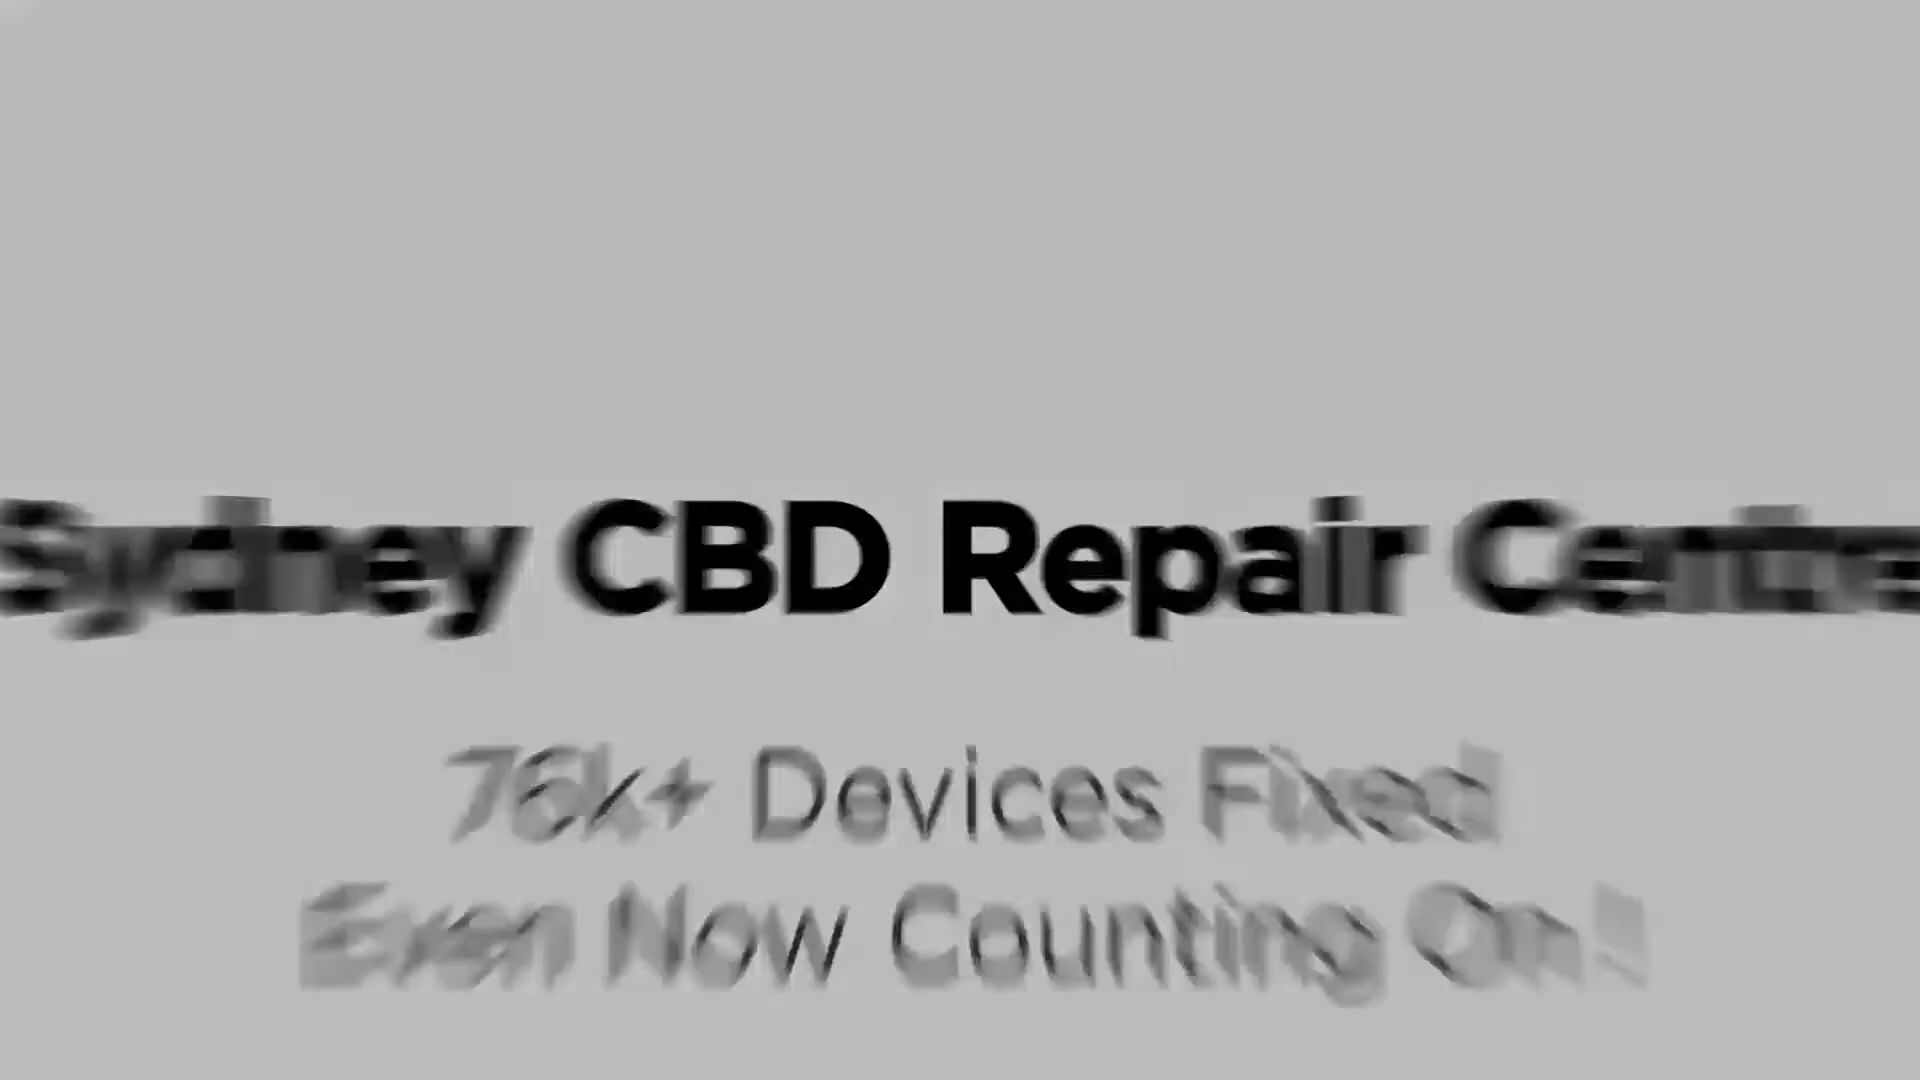 Sydney CBD Repair Centre
76k+ Devices Fixed
Even Now Counting On!